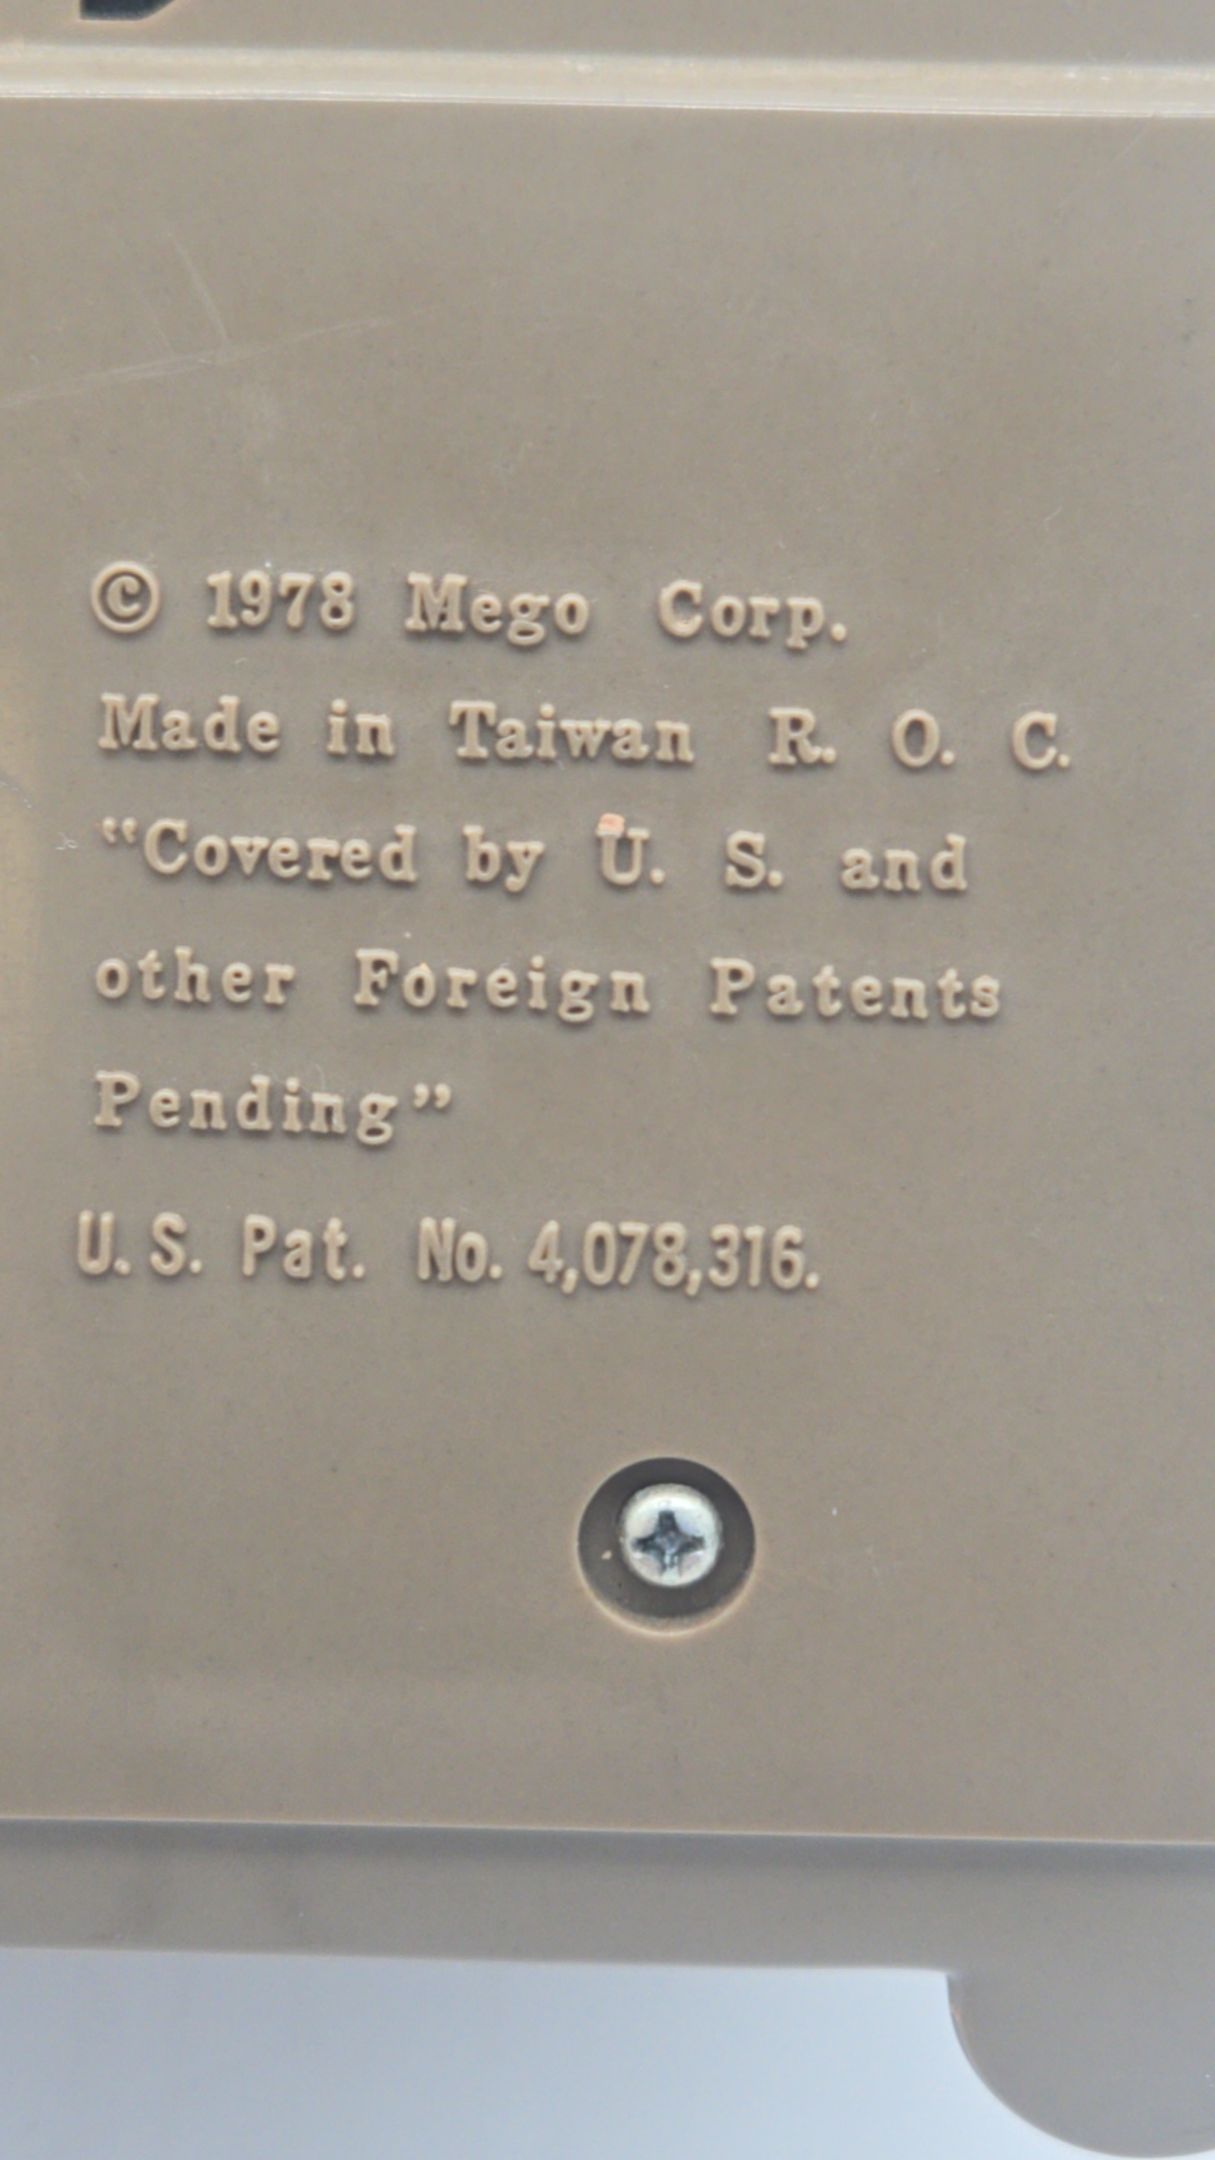 © 1978 Mego Corp.
Made in Taiwan R. O. C.
“Covered by U. S. and
other Foreign Patents
Pending”
U.S. Pat. No. 4,078,316.